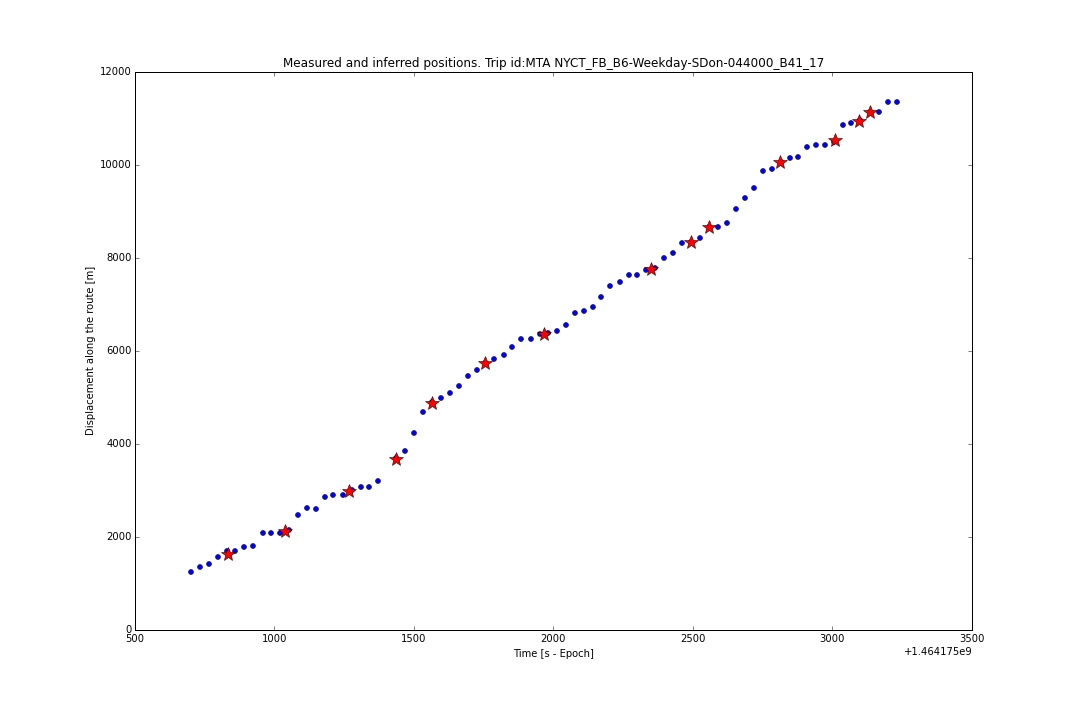 Measured and inferred positions. Trip id:MTA NYCT_FB_B6-Weekday-SDon-044000_B41_17
12000
10000
8000
6000
4000
2000
0
Displacement along the route [m]
500 1000 1500 2000 2500 3000 3500
Time [s - Epoch]
+1.464175e9